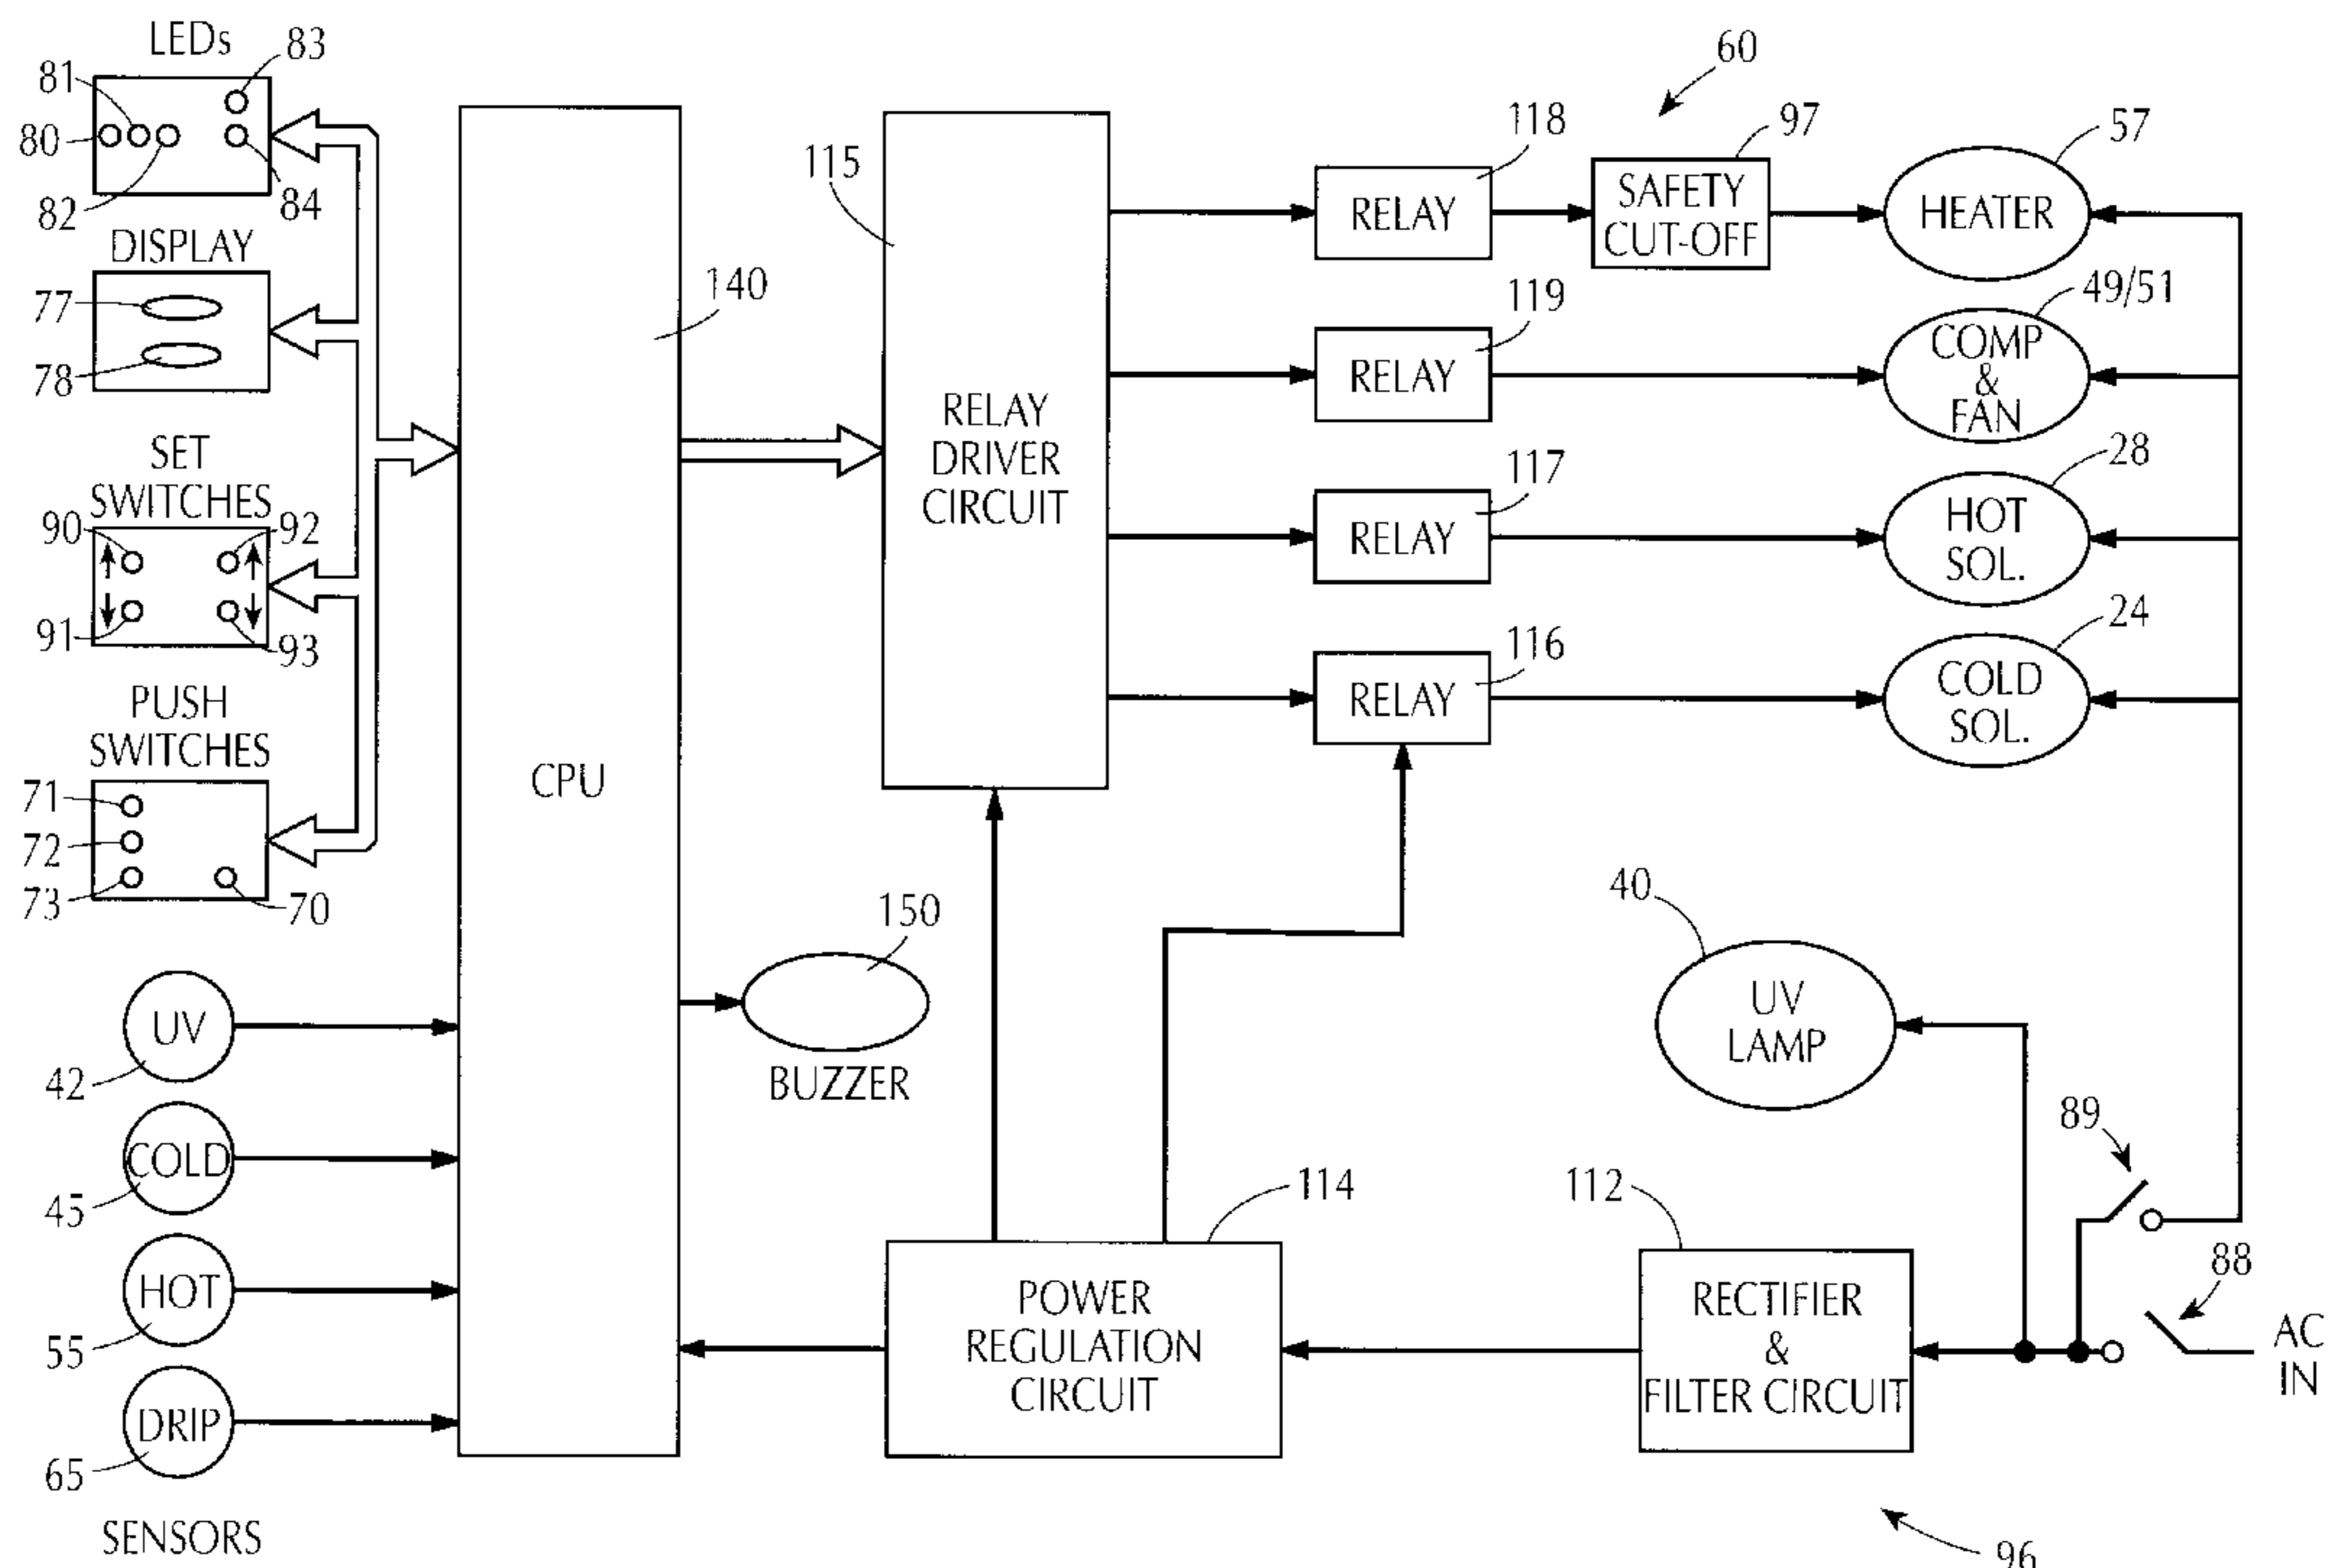 LEDs
83
81
80
82
84
DISPLAY
77
78
SET
SWITCHES
90
92
91
93
PUSH
SWITCHES
71
72
73
70
UV
42
COLD
45
HOT
55
DRIP
65
SENSORS
CPU
140
150
BUZZER
115
RELAY
DRIVER
CIRCUIT
60
118
RELAY
97
SAFETY
CUT-OFF
57
HEATER
119
RELAY
49/51
COMP
&
FAN
117
RELAY
28
HOT
SOL.
116
RELAY
24
COLD
SOL.
40
UV
LAMP
114
POWER
REGULATION
CIRCUIT
112
RECTIFIER
&
FILTER CIRCUIT
89
88
AC
IN
96